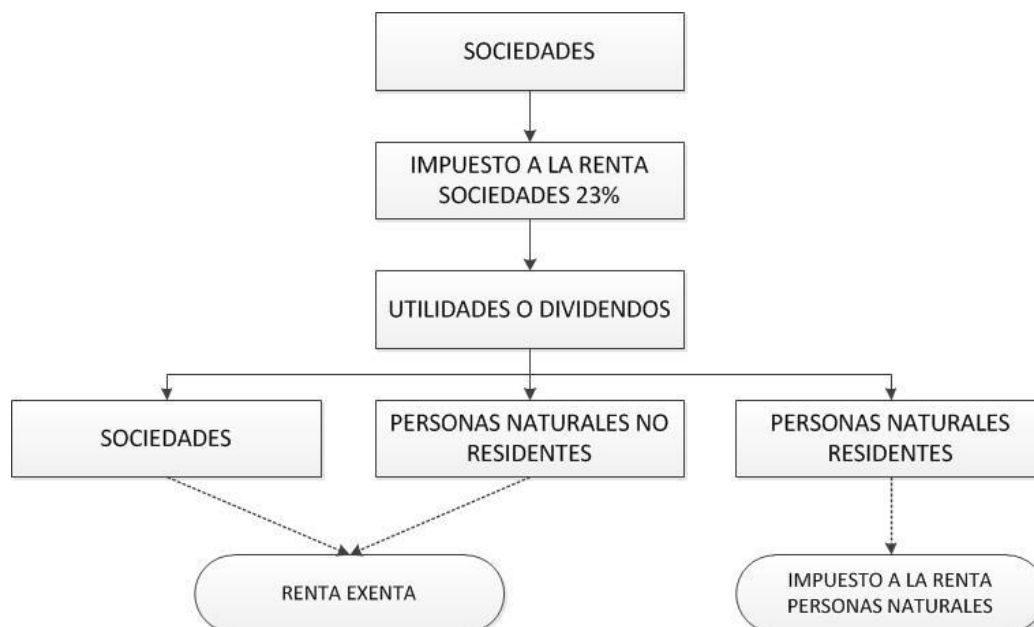 SOCIEDADES
IMPUESTO A LA RENTA
SOCIEDADES 23%
UTILIDADES O DIVIDENDOS
SOCIEDADES
PERSONAS NATURALES NO
RESIDENTES
PERSONAS NATURALES
RESIDENTES
RENTA EXENTA
IMPUESTO A LA RENTA
PERSONAS NATURALES